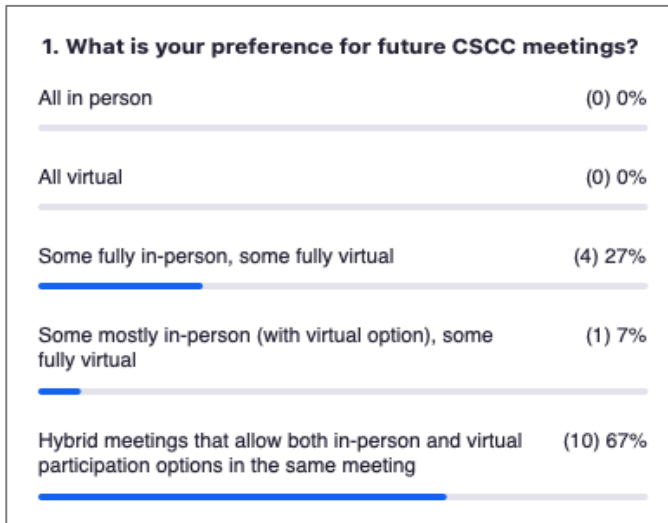 1. What is your preference for future CSCC meetings?
All in person (0) 0%
All virtual (0) 0%
Some fully in-person, some fully virtual (4) 27%
Some mostly in-person (with virtual option), some (1) 7%
fully virtual
Hybrid meetings that allow both in-person and virtual (10) 67%
participation options in the same meeting